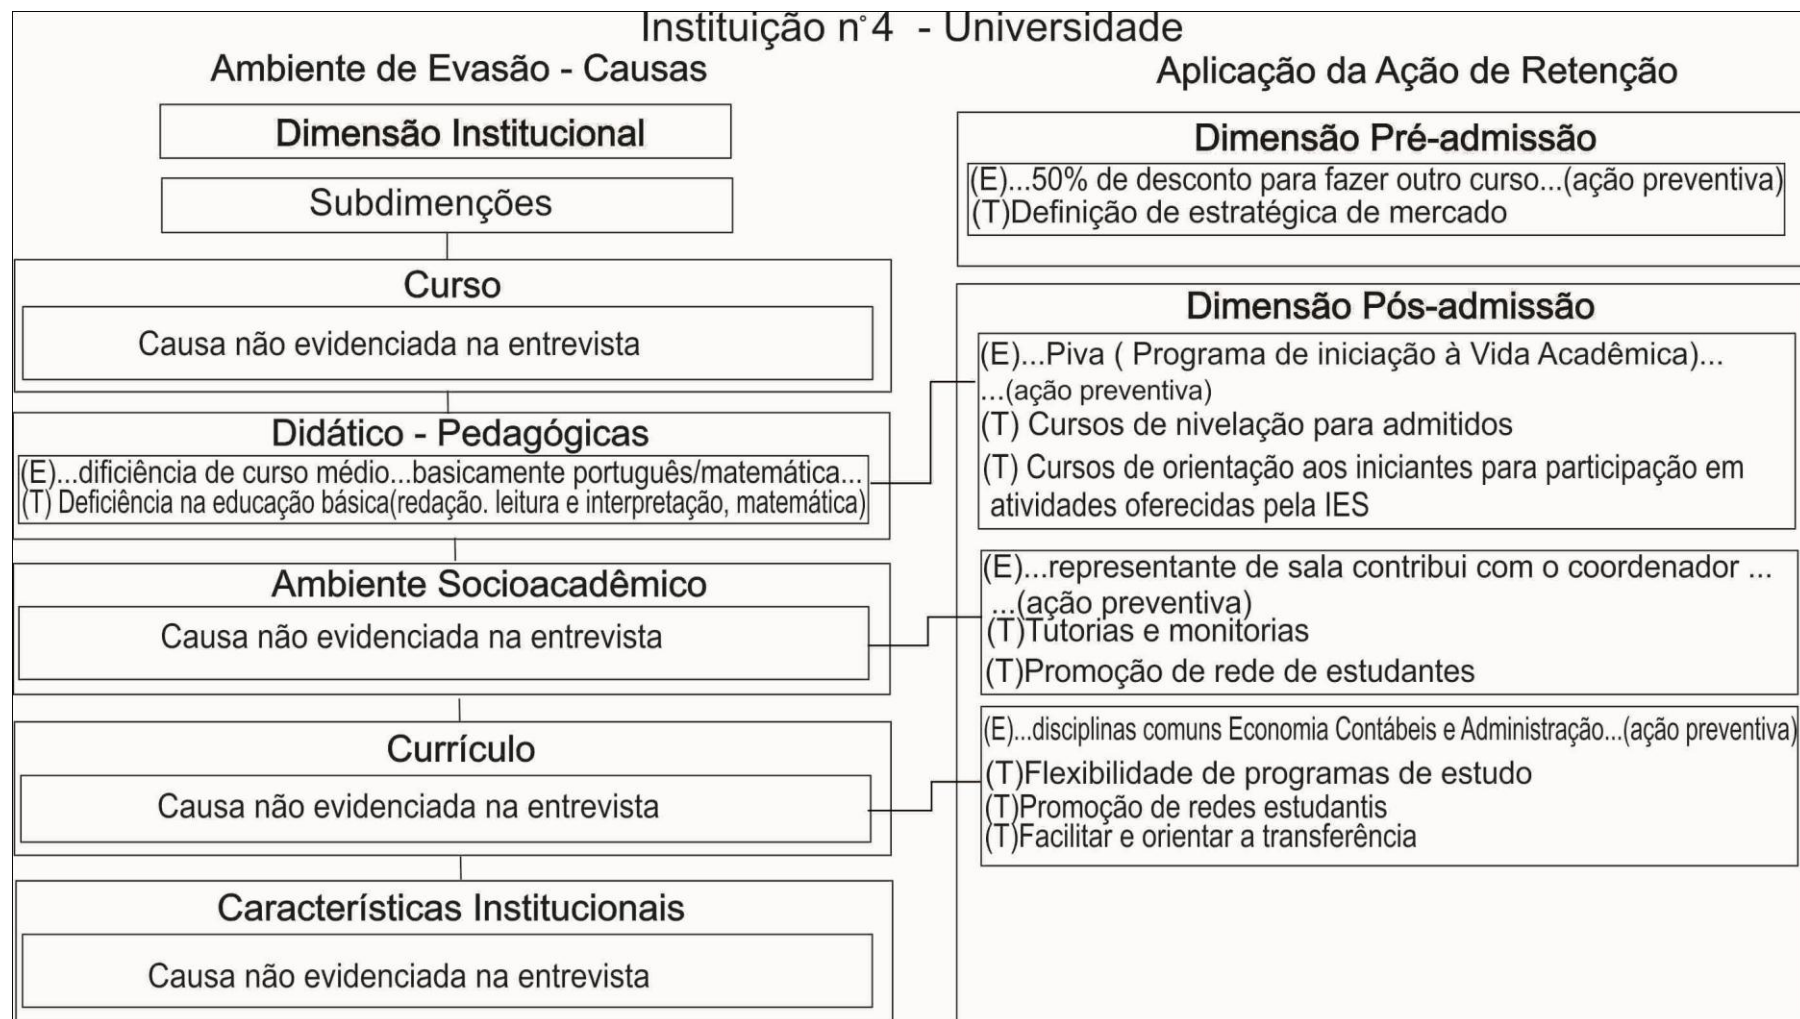 Instituição n°4 - Universidade
Ambiente de Evasão - Causas
Dimensão Institucional
Subdimenções
Curso
Causa não evidenciada na entrevista
Didático - Pedagógicas
(E)...dificiência de curso médio...basicamente português/matemática...
(T) Deficiência na educação básica(redação. leitura e interpretação, matemática)
Ambiente Socioacadêmico
Causa não evidenciada na entrevista
Currículo
Causa não evidenciada na entrevista
Características Institucionais
Causa não evidenciada na entrevista
Aplicação da Ação de Retenção
Dimensão Pré-admissão
(E)...50% de desconto para fazer outro curso...(ação preventiva)
(T)Definição de estratégica de mercado
Dimensão Pós-admissão
(E)...Piva ( Programa de iniciação à Vida Acadêmica)...
...(ação preventiva)
(T) Cursos de nivelação para admitidos
(T) Cursos de orientação aos iniciantes para participação em
atividades oferecidas pela IES
(E)...representante de sala contribui com o coordenador ...
...(ação preventiva)
(T)Tutorias e monitorias
(T)Promoção de rede de estudantes
(E)...disciplinas comuns Economia Contábeis e Administração...(ação preventiva)
(T)Flexibilidade de programas de estudo
(T)Promoção de redes estudantis
(T)Facilitar e orientar a transferência